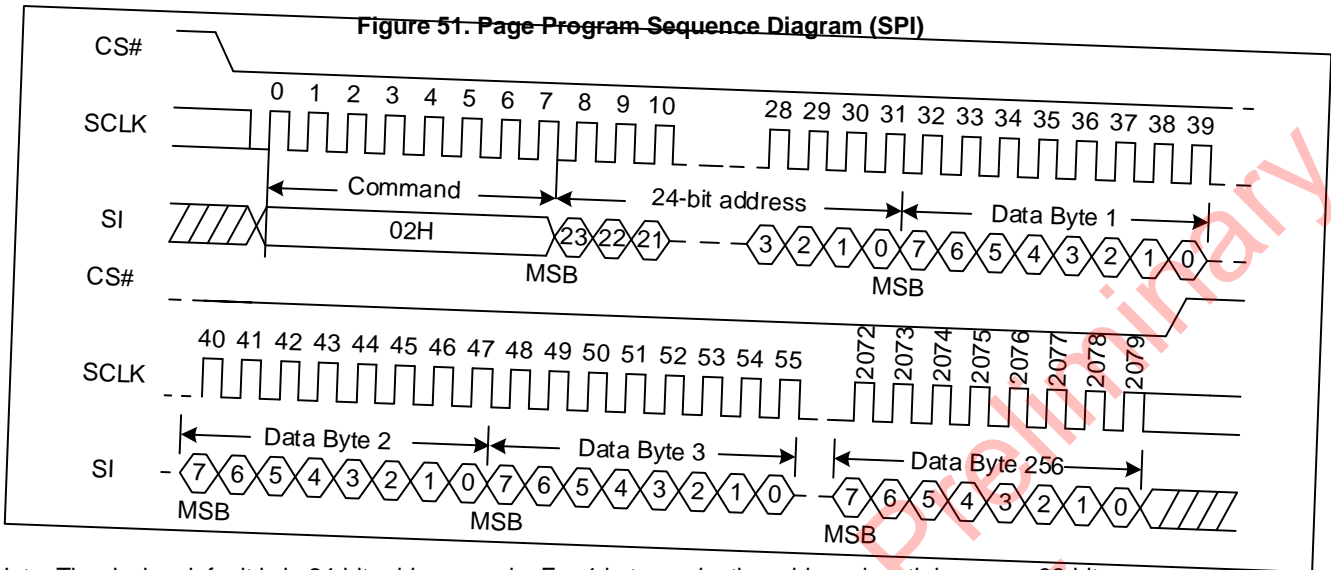 Figure 51. Page Program Sequence Diagram (SPI)
CS#
SCLK
0 1 2 3 4 5 6 7 8 9 10 28 29 30 31 32 33 34 35 36 37 38 39
Command 24-bit address Data Byte 1
SI
02H 23 22 21 3 2 1 0 7 6 5 4 3 2 1 0
MSB MSB
CS#
SCLK
40 41 42 43 44 45 46 47 48 49 50 51 52 53 54 55 2072 2073 2074 2075 2076 2077 2078 2079
Data Byte 2 Data Byte 3 Data Byte 256
SI
7 6 5 4 3 2 1 0 7 6 5 4 3 2 1 0 7 6 5 4 3 2 1 0
MSB MSB MSB
Preliminary